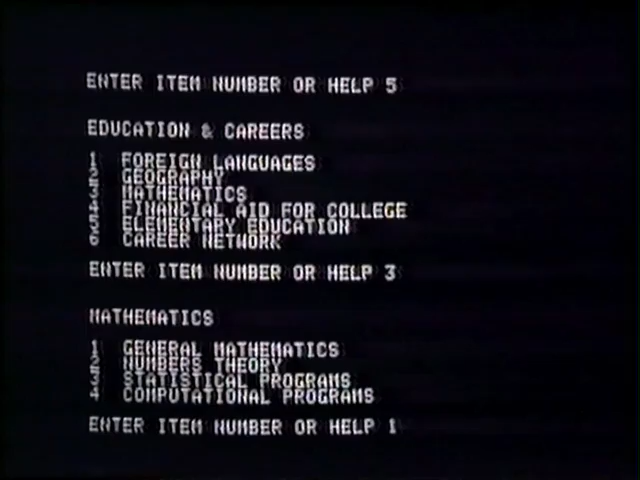 ENTER ITEM NUMBER OR HELP 5
EDUCATION & CAREERS
1 FOREIGN LANGUAGES
2 GEOGRAPHY
3 MATHEMATICS
4 FINANCIAL AID FOR COLLEGE
5 ELEMENTARY EDUCATION
6 CAREER NETWORK
ENTER ITEM NUMBER OR HELP 3
MATHEMATICS
1 GENERAL MATHEMATICS
2 NUMBERS THEORY
3 STATISTICAL PROGRAMS
4 COMPUTATIONAL PROGRAMS
ENTER ITEM NUMBER OR HELP 1